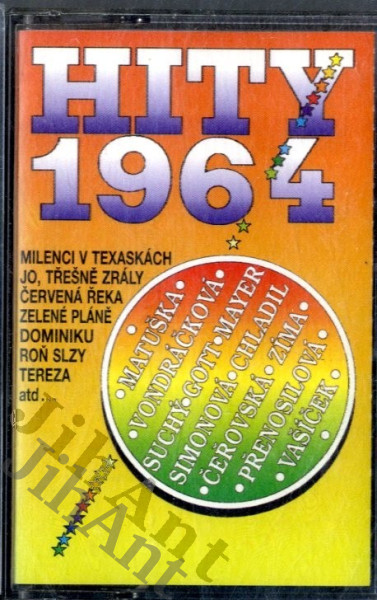 HITY
1964
MILENCI V TEXASKÁCH
JO, TŘEŠNĚ ZRÁLY
ČERVENÁ ŘEKA
ZELENÉ PLÁNĚ
DOMINIKU
ROŇ SLZY
TEREZA
atd.
• MATUŠKA •
• VONDRÁČKOVÁ •
SUCHÝ • GOTT • MAYER
SIMONOVÁ • CHLADIL
• ČEŘOVSKÁ • ZÍMA •
PŘENOSILOVÁ
• VAŠÍČEK •
JihAnt
JihAnt